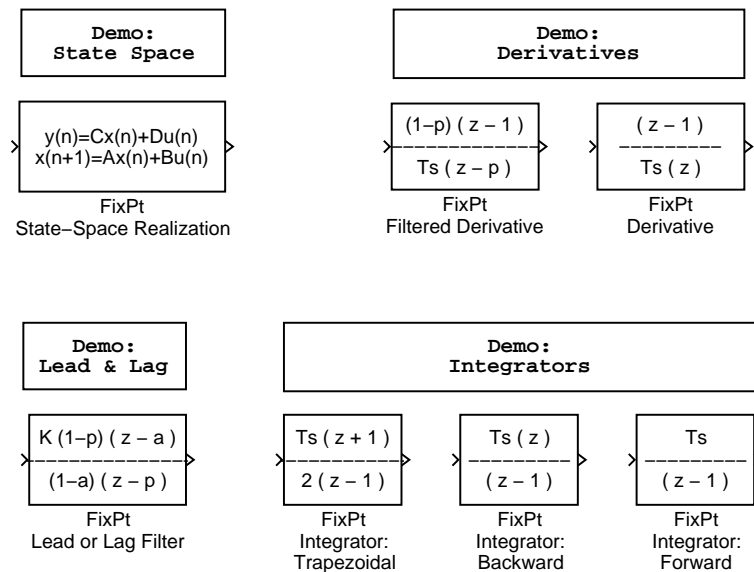 Demo:
State Space
Demo:
Derivatives
y(n)=Cx(n)+Du(n)
x(n+1)=Ax(n)+Bu(n)
FixPt
State−Space Realization
(1−p) ( z − 1 )
−−−−−−−−−−−−−−
Ts ( z − p )
FixPt
Filtered Derivative
( z − 1 )
−−−−−−−−−
Ts ( z )
FixPt
Derivative
Demo:
Lead & Lag
Demo:
Integrators
K (1−p) ( z − a )
−−−−−−−−−−−−−−
(1−a) ( z − p )
FixPt
Lead or Lag Filter
Ts ( z + 1 )
−−−−−−−−−−
2 ( z − 1 )
FixPt
Integrator:
Trapezoidal
Ts ( z )
−−−−−−−−−
( z − 1 )
FixPt
Integrator:
Backward
Ts
−−−−−−−−−
( z − 1 )
FixPt
Integrator:
Forward